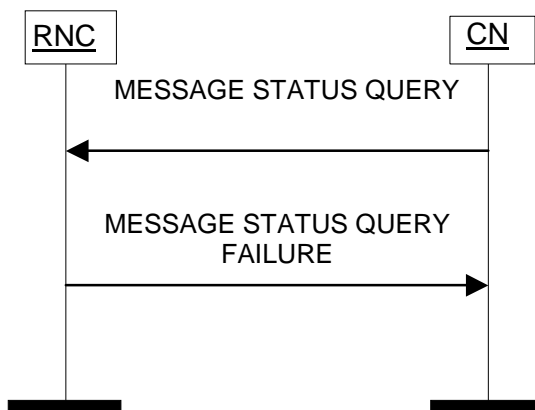 RNC
CN
MESSAGE STATUS QUERY
MESSAGE STATUS QUERY
FAILURE